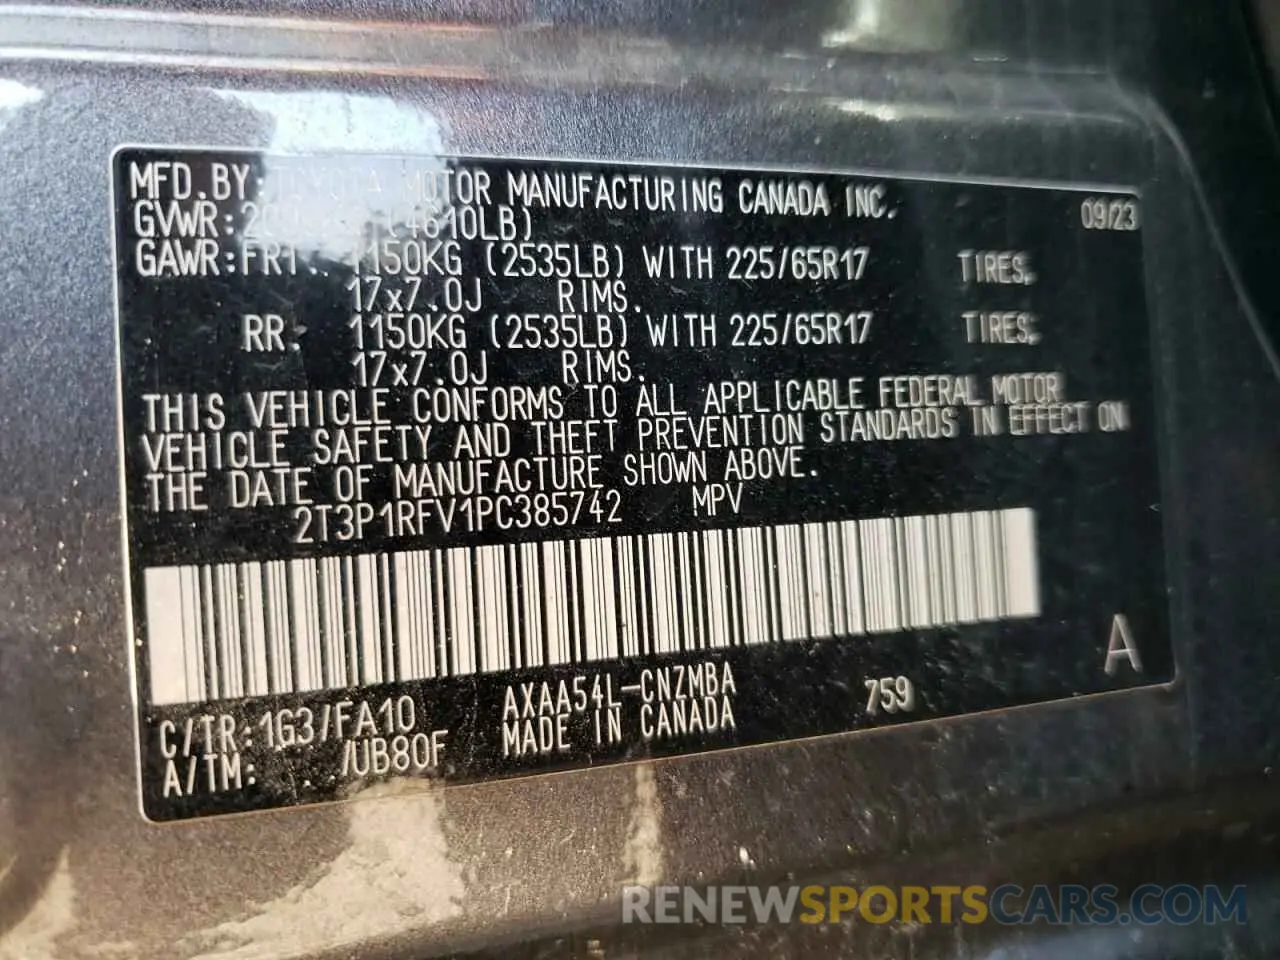 MFD.BY:TOYOTA MOTOR MANUFACTURING CANADA INC.
09/23
GVWR: (4610LB)
GAWR:FRT: 1150KG (2535LB) WITH 225/65R17 TIRES,
17x7.0J RIMS.
RR: 1150KG (2535LB) WITH 225/65R17 TIRES,
17x7.0J RIMS.
THIS VEHICLE CONFORMS TO ALL APPLICABLE FEDERAL MOTOR
VEHICLE SAFETY AND THEFT PREVENTION STANDARDS IN EFFECT ON
THE DATE OF MANUFACTURE SHOWN ABOVE.
2T3P1RFV1PC385742 MPV
A
C/TR:1G3/FA10 AXAA54L-CNZMBA 759
A/TM: /UB80F MADE IN CANADA
RENEWSPORTSCARS.COM